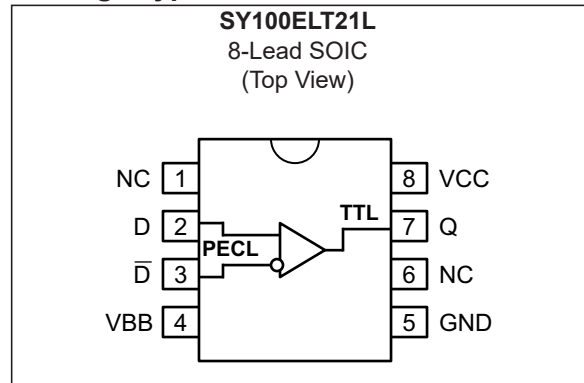 SY100ELT21L
8-Lead SOIC
(Top View)
NC 1 8 VCC
D 2 PECL TTL 7 Q
D̅ 3 6 NC
VBB 4 5 GND